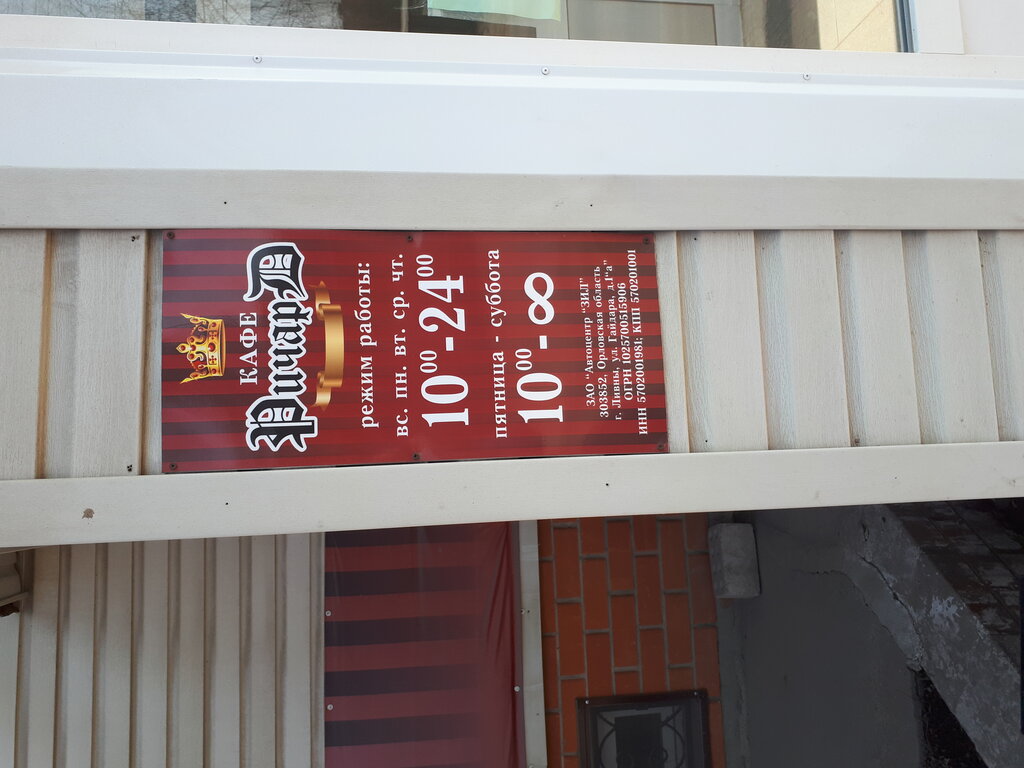 КАФЕ
РичарД
режим работы:
вс. пн. вт. ср. чт.
10⁰⁰-24⁰⁰
пятница - суббота
10⁰⁰-∞
ЗАО "Автоцентр "ЗИЛ"
303852, Орловская область
г. Ливны, ул. Гайдара, д.1"а"
ОГРН 1025700515906
ИНН 5702001981; КПП 570201001